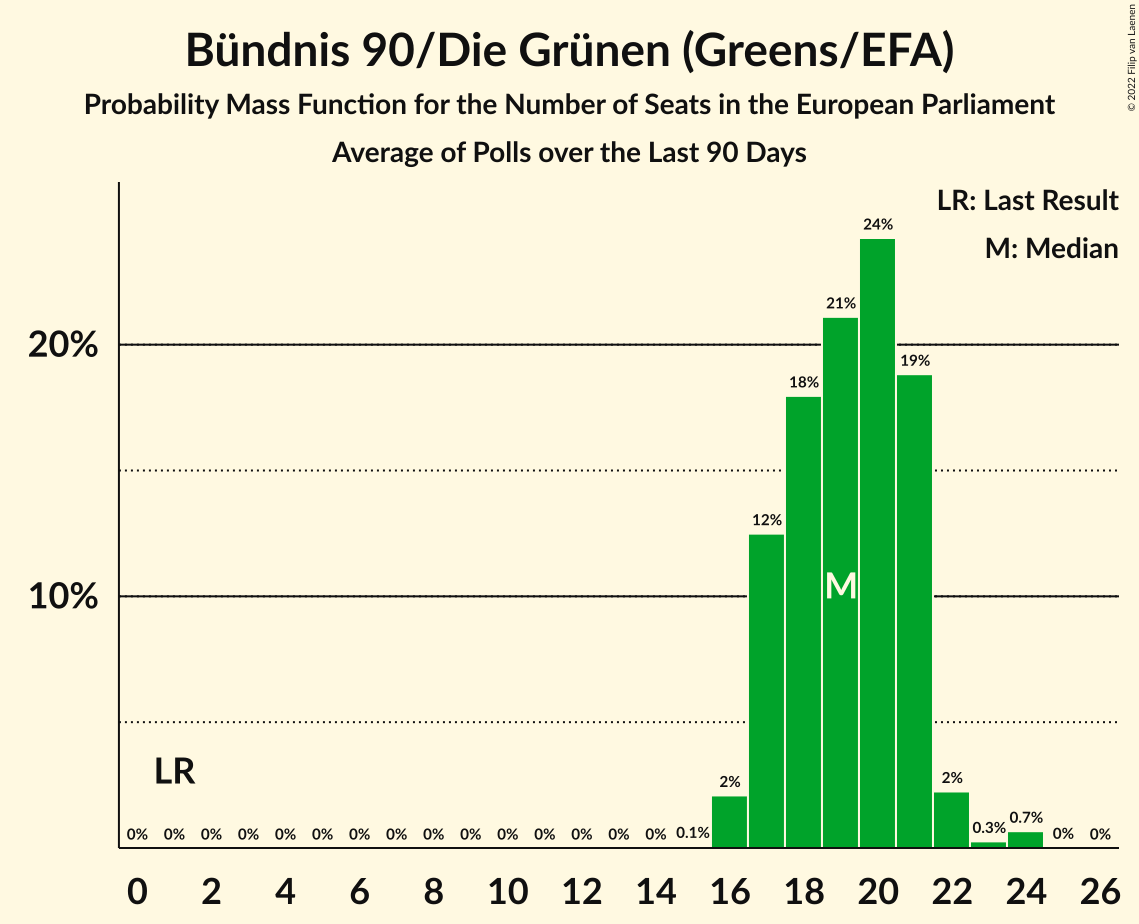 Bündnis 90/Die Grünen (Greens/EFA)
Probability Mass Function for the Number of Seats in the European Parliament
Average of Polls over the Last 90 Days
© 2022 Filip van Laenen
LR: Last Result
M: Median
24%
21%
20%
19%
18%
12%
10%
M
LR
2%
2%
0% 0% 0% 0% 0% 0% 0% 0% 0% 0% 0% 0% 0% 0% 0% 0.1% 0.3% 0.7% 0% 0%
0 2 4 6 8 10 12 14 16 18 20 22 24 26